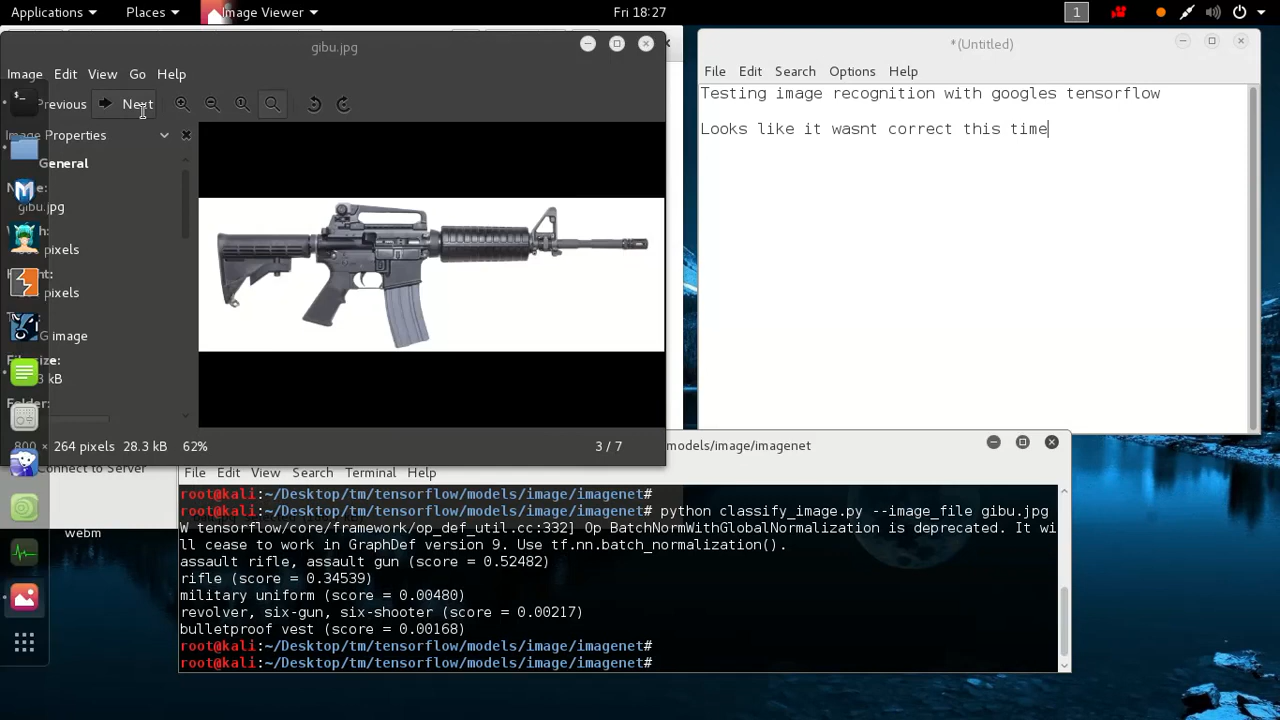 Applications Places Image Viewer Fri 18:27 1
gibu.jpg
Image Edit View Go Help
Previous Next
Image Properties
General
gibu.jpg
pixels
pixels
G image
size:
kB
Folder:
800 × 264 pixels 28.3 kB 62% 3 / 7
Connect to Server
webm
*(Untitled)
File Edit Search Options Help
Testing image recognition with googles tensorflow
Looks like it wasnt correct this time
models/image/imagenet
File Edit View Search Terminal Help
root@kali:~/Desktop/tm/tensorflow/models/image/imagenet#
root@kali:~/Desktop/tm/tensorflow/models/image/imagenet# python classify_image.py --image_file gibu.jpg
W tensorflow/core/framework/op_def_util.cc:332] Op BatchNormWithGlobalNormalization is deprecated. It wi
ll cease to work in GraphDef version 9. Use tf.nn.batch_normalization().
assault rifle, assault gun (score = 0.52482)
rifle (score = 0.34539)
military uniform (score = 0.00480)
revolver, six-gun, six-shooter (score = 0.00217)
bulletproof vest (score = 0.00168)
root@kali:~/Desktop/tm/tensorflow/models/image/imagenet#
root@kali:~/Desktop/tm/tensorflow/models/image/imagenet#